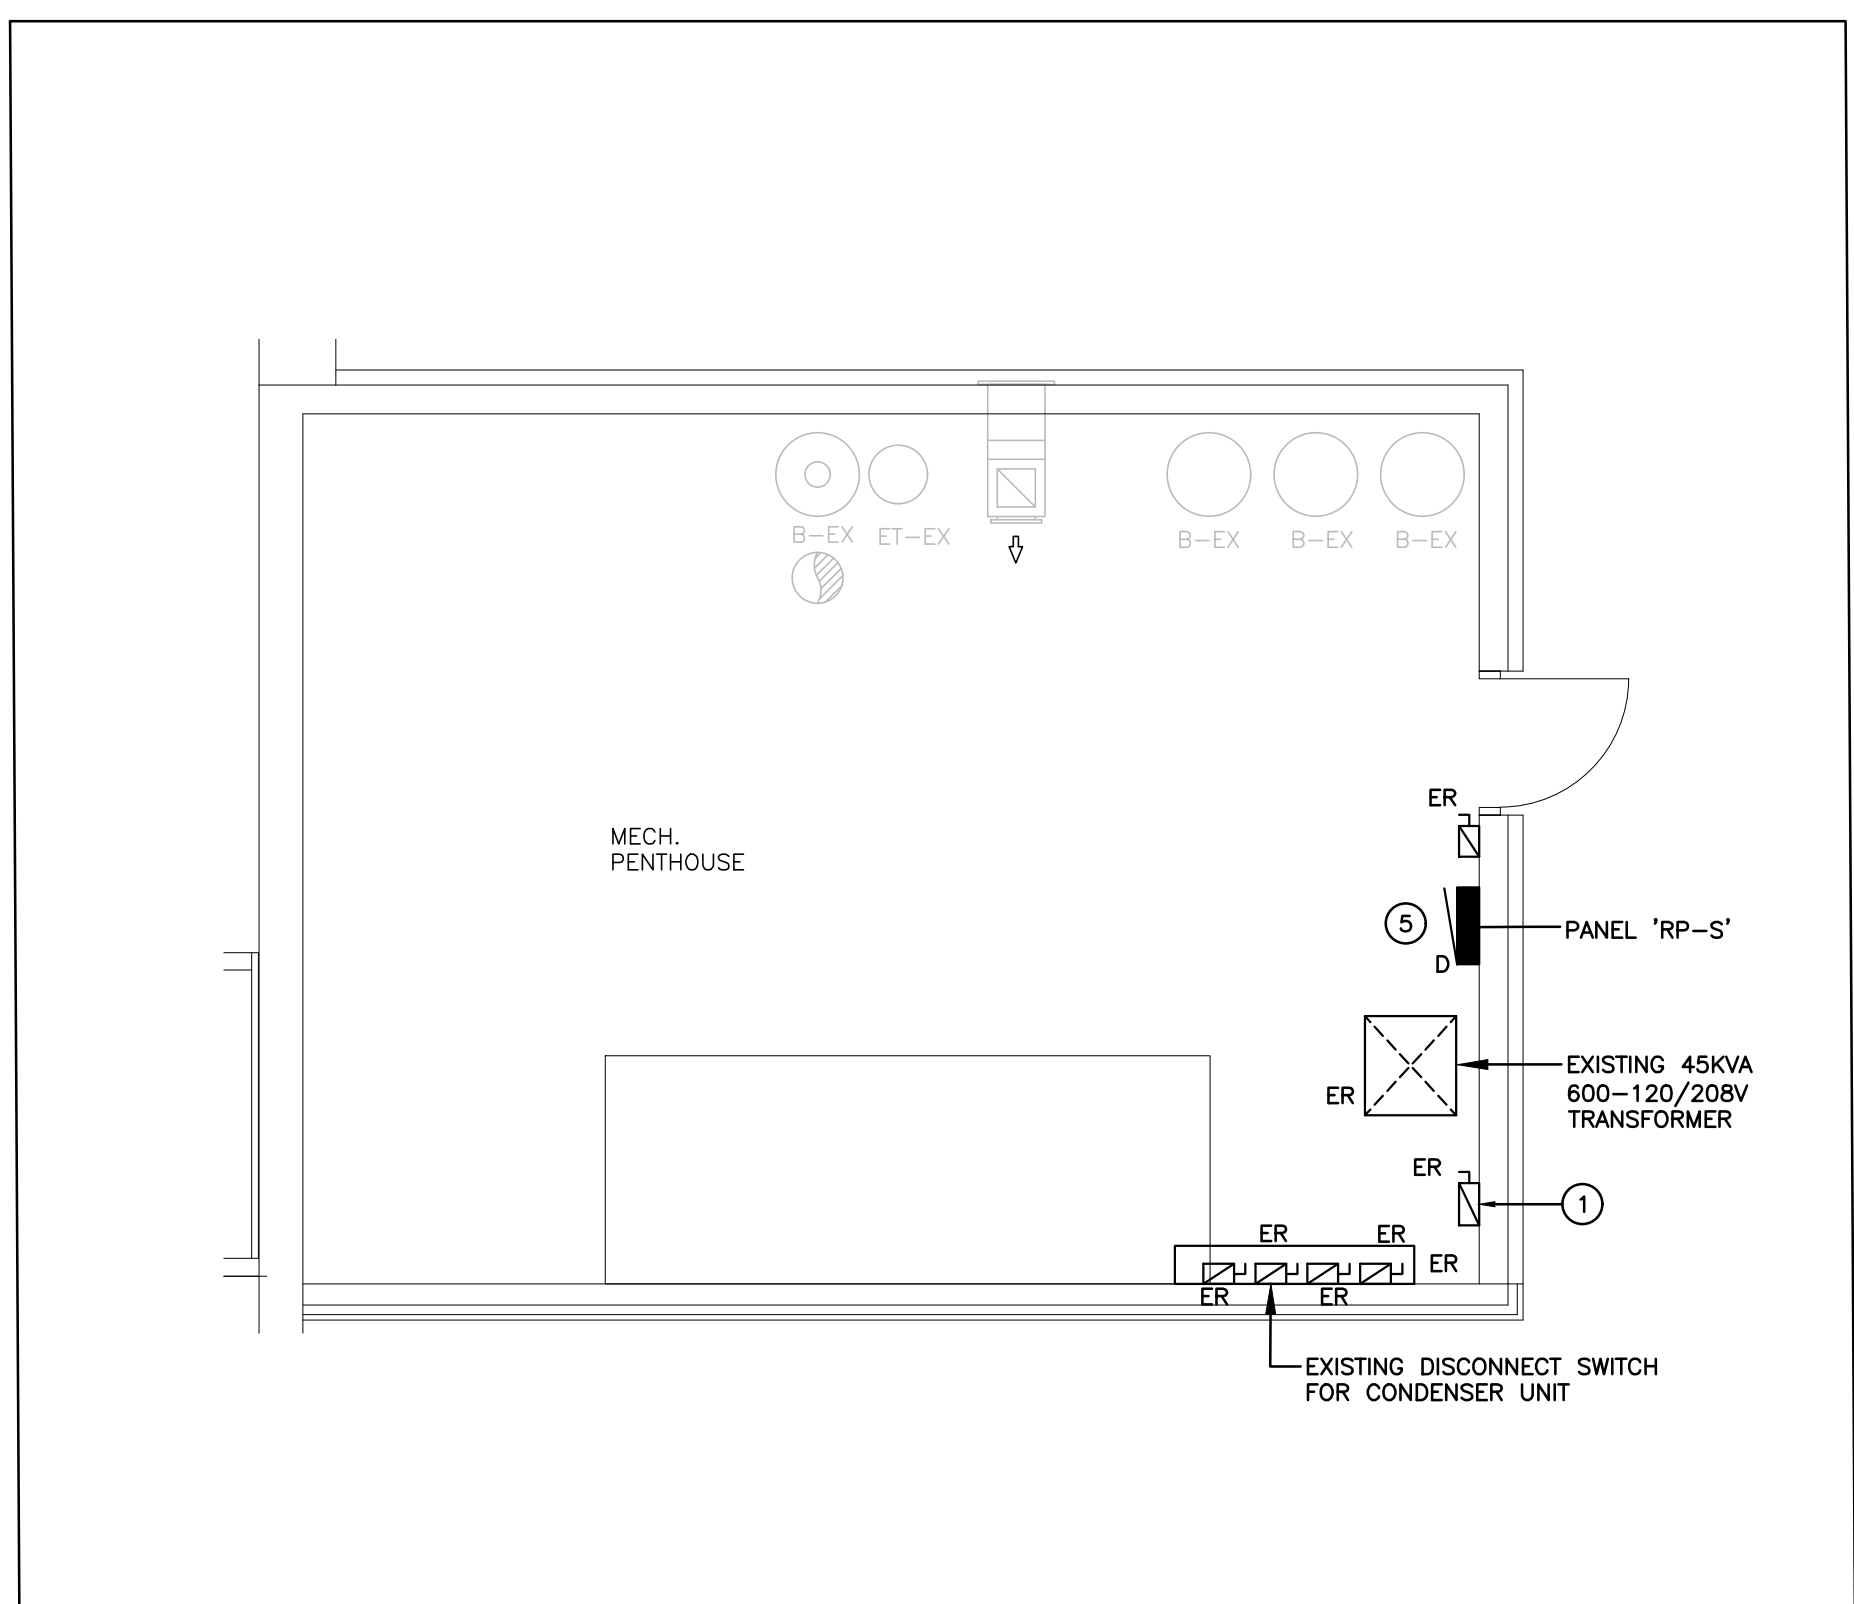 B-EX
ET-EX
B-EX
B-EX
B-EX
MECH.
PENTHOUSE
ER
5
D
PANEL 'RP-S'
ER
EXISTING 45KVA
600-120/208V
TRANSFORMER
ER
1
ER
ER
ER
ER
ER
EXISTING DISCONNECT SWITCH
FOR CONDENSER UNIT